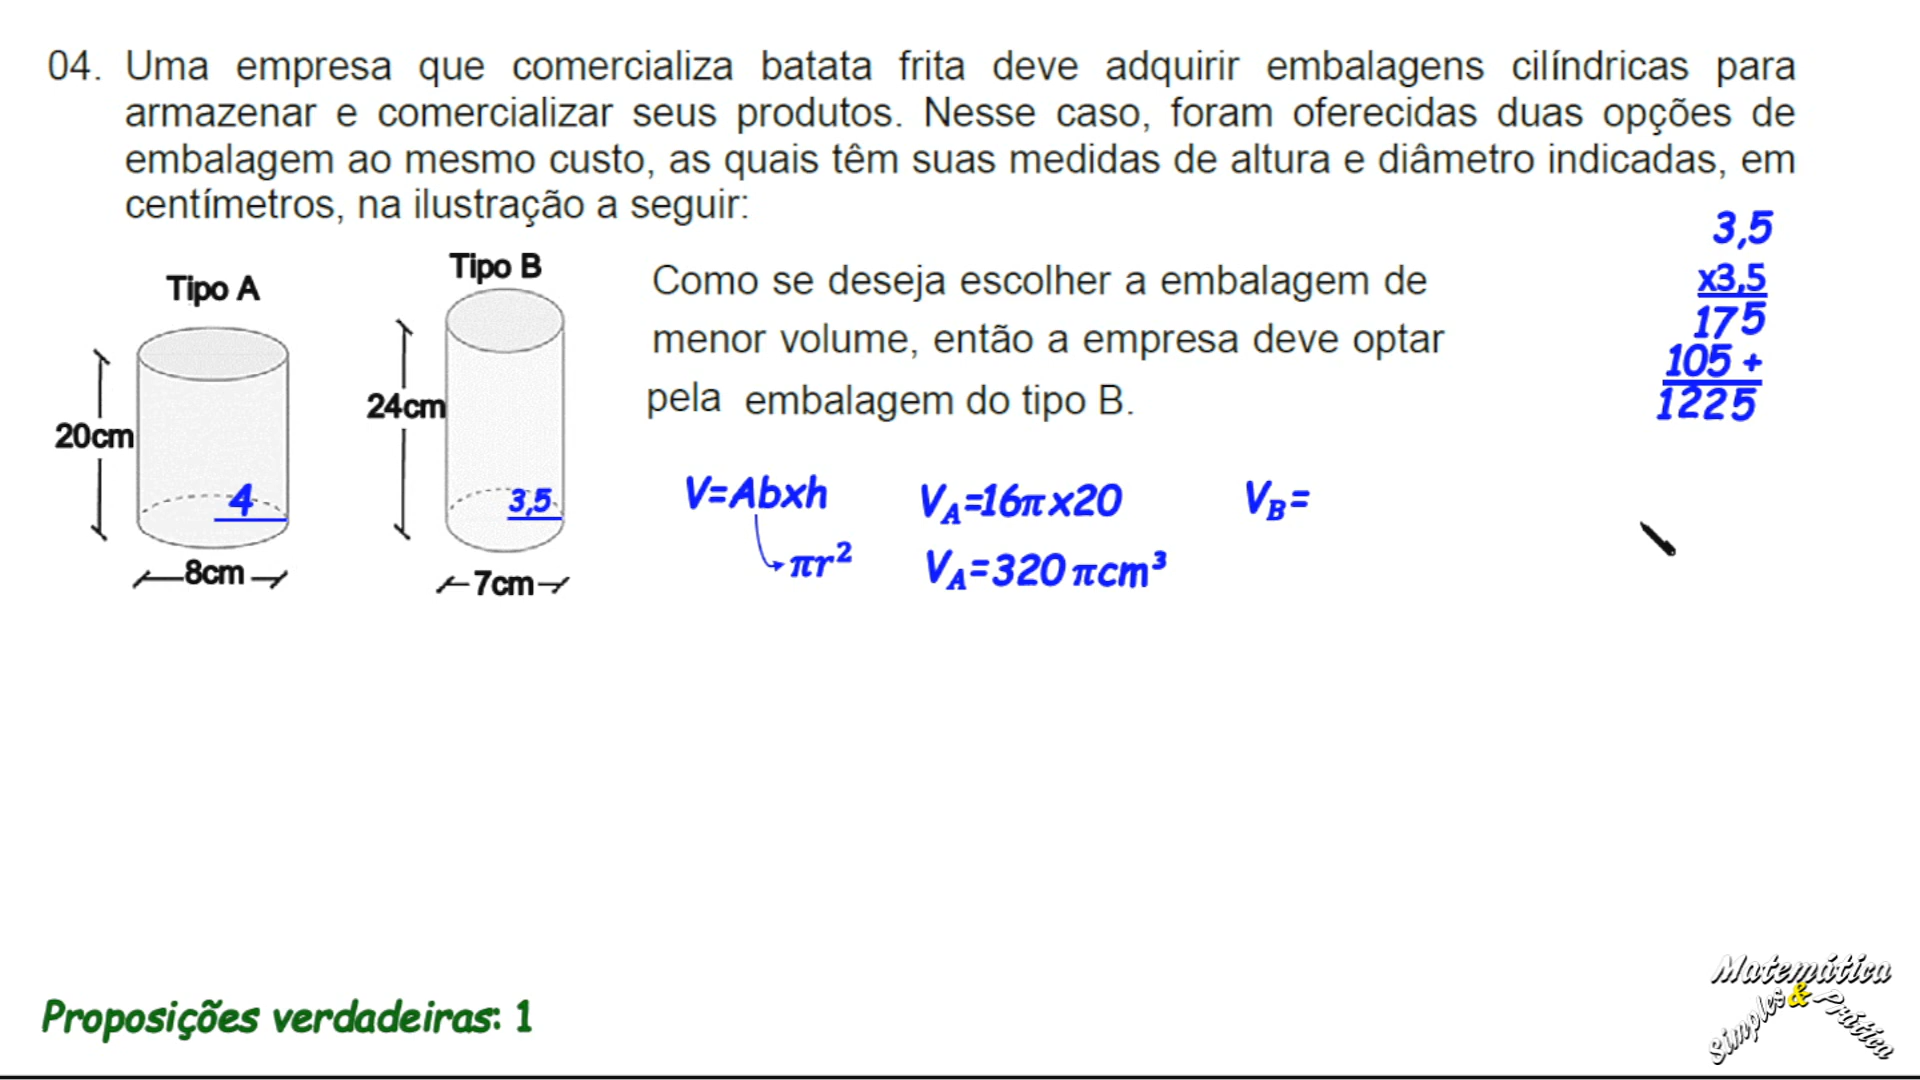 04. Uma empresa que comercializa batata frita deve adquirir embalagens cilíndricas para
armazenar e comercializar seus produtos. Nesse caso, foram oferecidas duas opções de
embalagem ao mesmo custo, as quais têm suas medidas de altura e diâmetro indicadas, em
centímetros, na ilustração a seguir:
Tipo A
20cm
4
8cm
Tipo B
24cm
3,5
7cm
Como se deseja escolher a embalagem de
menor volume, então a empresa deve optar
pela embalagem do tipo B.
3,5
x3,5
175
105 +
1225
V=Abxh
πr²
V_A=16πx20
V_A=320πcm³
V_B=
Proposições verdadeiras: 1
Matemática
Simples & Prática